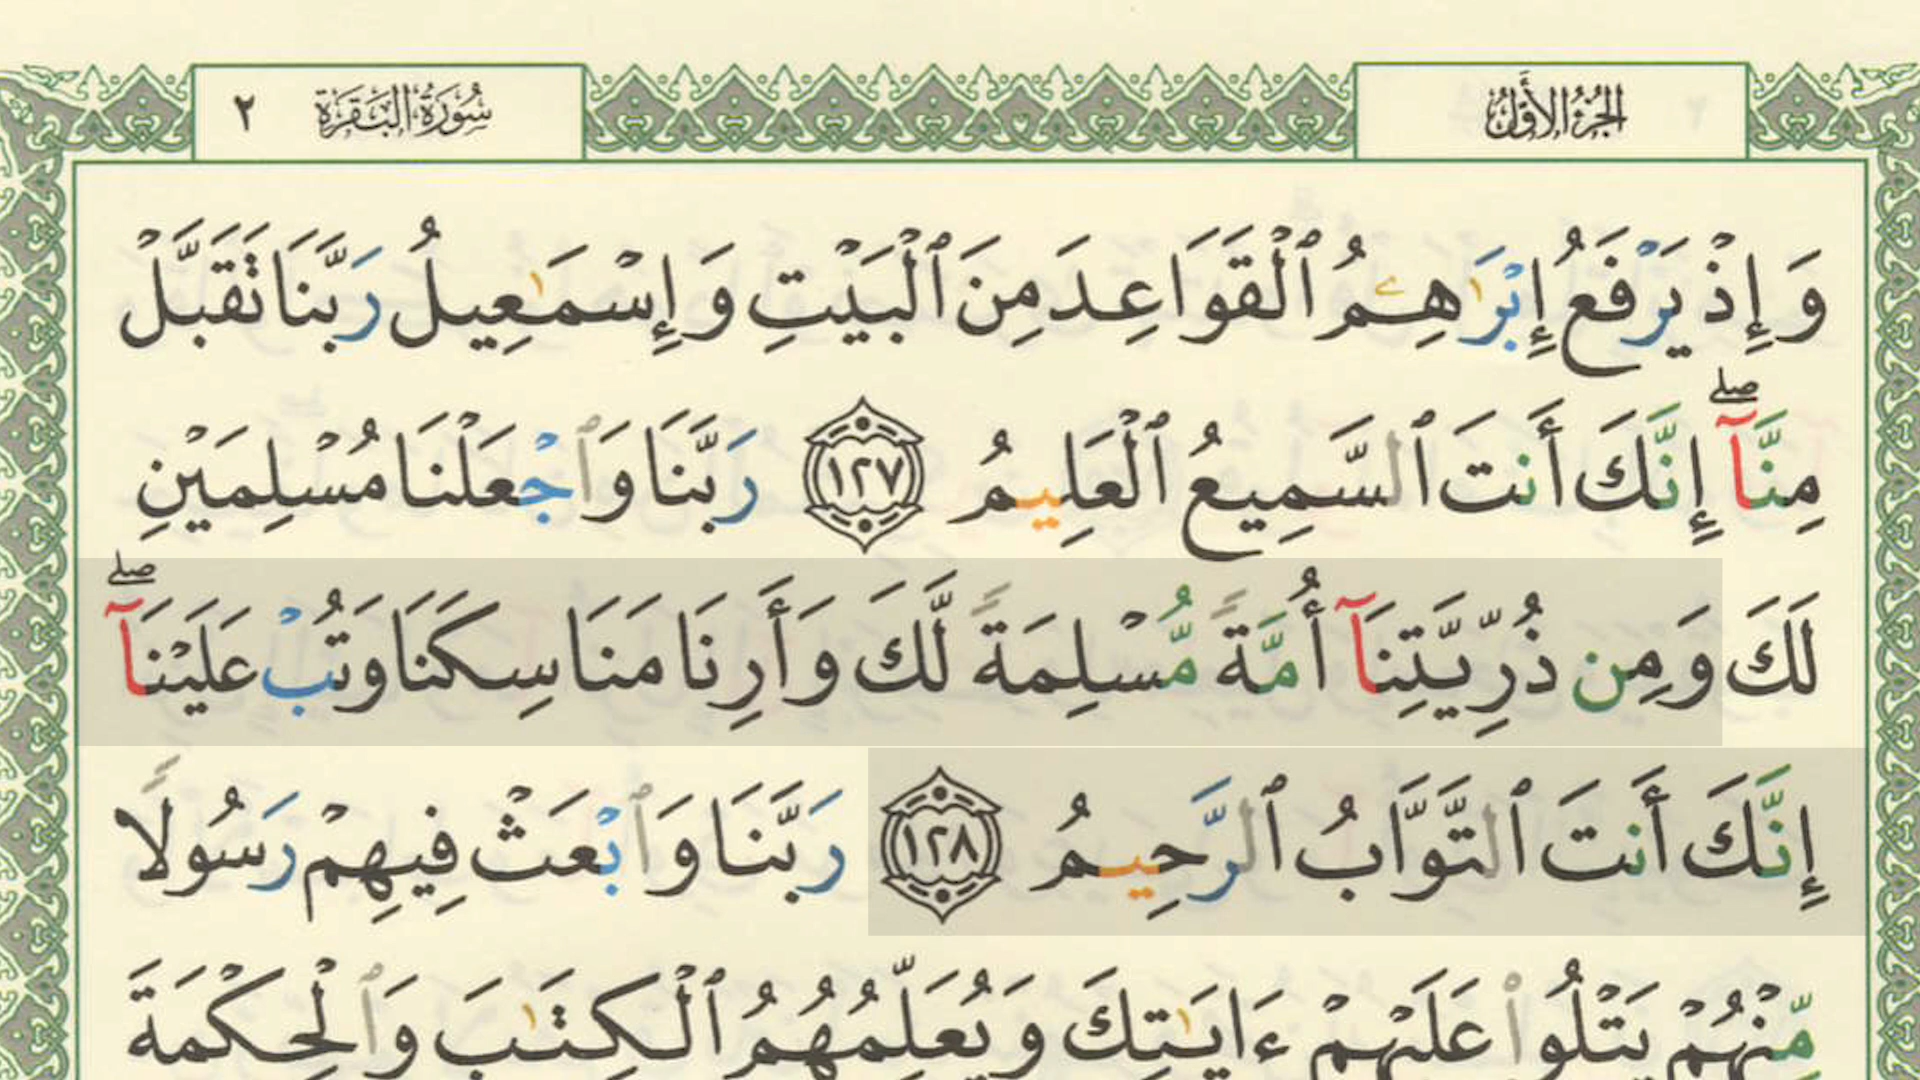 الجزء الأول
سورة البقرة ٢
وَإِذْ يَرْفَعُ إِبْرَٰهِـۧمُ ٱلْقَوَاعِدَ مِنَ ٱلْبَيْتِ وَإِسْمَـٰعِيلُ رَبَّنَا تَقَبَّلْ
مِنَّآ ۖ إِنَّكَ أَنتَ ٱلسَّمِيعُ ٱلْعَلِيمُ ١٢٧ رَبَّنَا وَٱجْعَلْنَا مُسْلِمَيْنِ
لَكَ وَمِن ذُرِّيَّتِنَآ أُمَّةً مُّسْلِمَةً لَّكَ وَأَرِنَا مَنَاسِكَنَا وَتُبْ عَلَيْنَآ ۖ
إِنَّكَ أَنتَ ٱلتَّوَّابُ ٱلرَّحِيمُ ١٢٨ رَبَّنَا وَٱبْعَثْ فِيهِمْ رَسُولًا
مِّنْهُمْ يَتْلُوا۟ عَلَيْهِمْ ءَايَـٰتِكَ وَيُعَلِّمُهُمُ ٱلْكِتَـٰبَ وَٱلْحِكْمَةَ